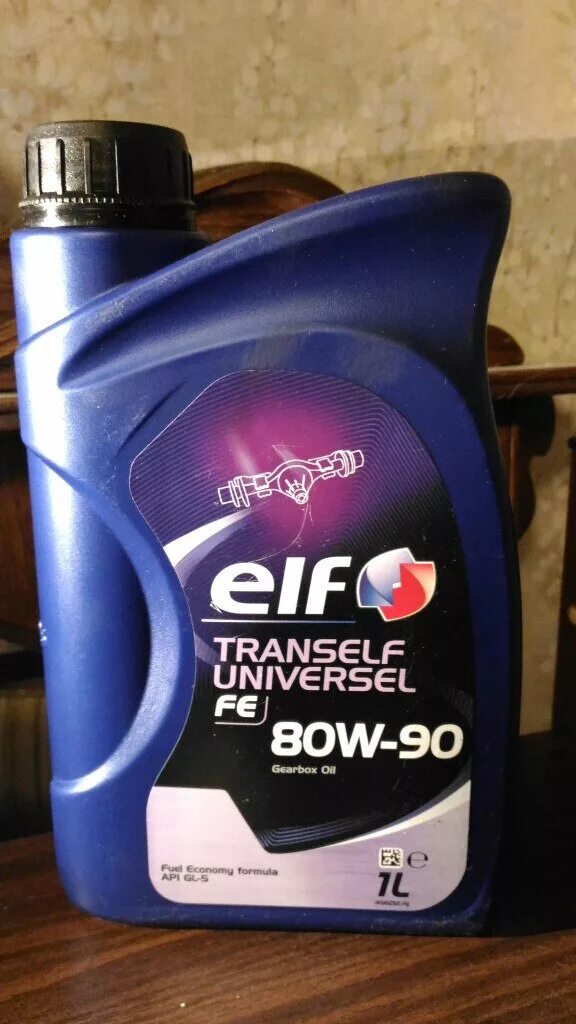 elf
TRANSELF
UNIVERSEL
FE
80W-90
Gearbox Oil
Fuel Economy formula
API GL-5
e
1L